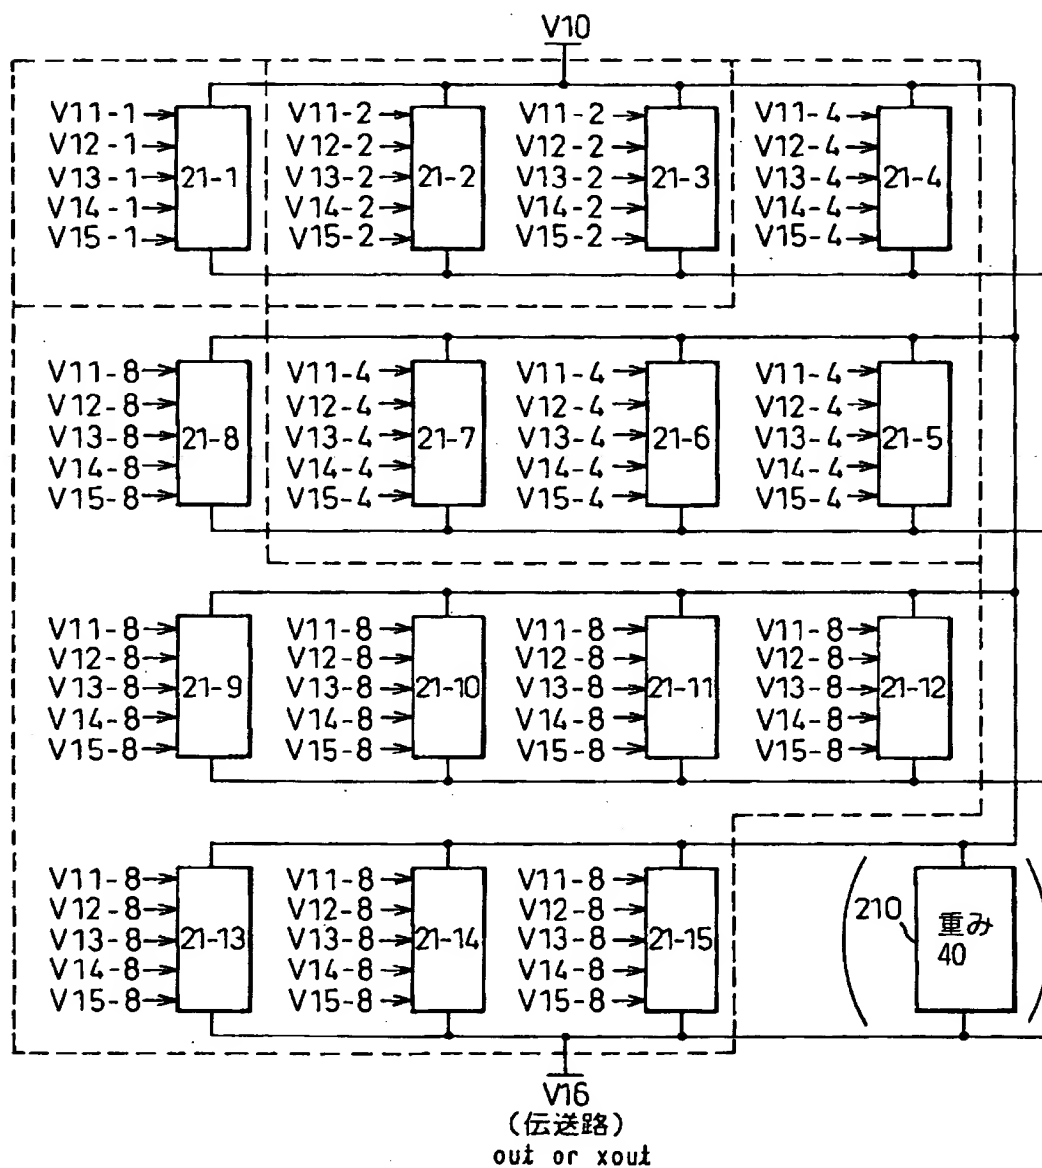 V10
V11-1 V11-2 V11-2 V11-4
V12-1 V12-2 V12-2 V12-4
V13-1 21-1 V13-2 21-2 V13-2 21-3 V13-4 21-4
V14-1 V14-2 V14-2 V14-4
V15-1 V15-2 V15-2 V15-4
V11-8 V11-4 V11-4 V11-4
V12-8 V12-4 V12-4 V12-4
V13-8 21-8 V13-4 21-7 V13-4 21-6 V13-4 21-5
V14-8 V14-4 V14-4 V14-4
V15-8 V15-4 V15-4 V15-4
V11-8 V11-8 V11-8 V11-8
V12-8 V12-8 V12-8 V12-8
V13-8 21-9 V13-8 21-10 V13-8 21-11 V13-8 21-12
V14-8 V14-8 V14-8 V14-8
V15-8 V15-8 V15-8 V15-8
V11-8 V11-8 V11-8
V12-8 V12-8 V12-8 210 重み
V13-8 21-13 V13-8 21-14 V13-8 21-15 40
V14-8 V14-8 V14-8
V15-8 V15-8 V15-8
V16
(伝送路)
out or xout